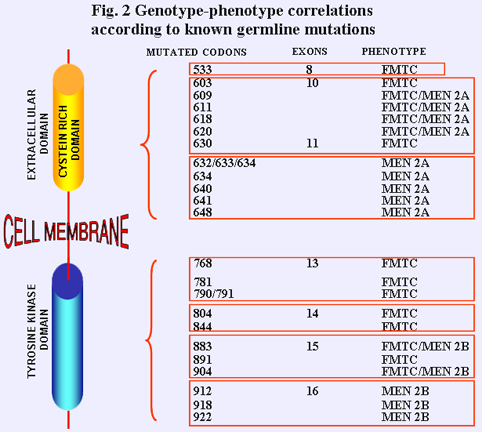 Fig. 2 Genotype-phenotype correlations
according to known germline mutations
MUTATED CODONS EXONS PHENOTYPE
533 8 FMTC
603 10 FMTC
609 FMTC/MEN 2A
611 FMTC/MEN 2A
618 FMTC/MEN 2A
620 FMTC/MEN 2A
630 11 FMTC
632/633/634 MEN 2A
634 MEN 2A
640 MEN 2A
641 MEN 2A
648 MEN 2A
EXTRACELLULAR
DOMAIN
CYSTEIN RICH
DOMAIN
CELL MEMBRANE
768 13 FMTC
781 FMTC
790/791 FMTC
804 14 FMTC
844 FMTC
883 15 FMTC/MEN 2B
891 FMTC
904 FMTC/MEN 2B
912 16 MEN 2B
918 MEN 2B
922 MEN 2B
TYROSINE KINASE
DOMAIN